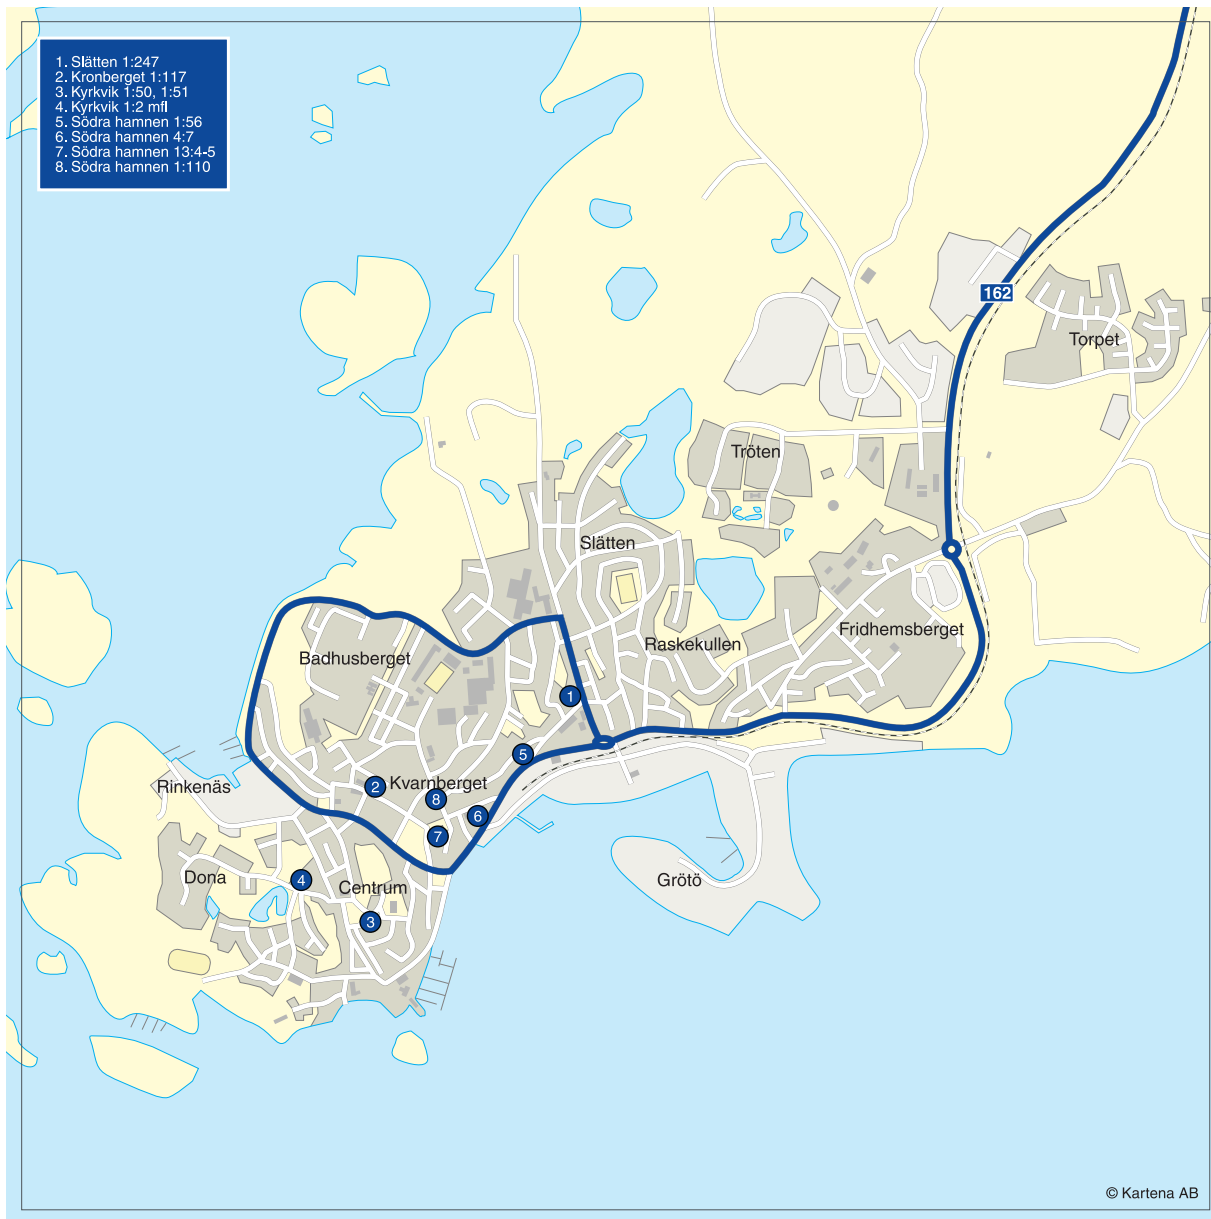 1. Slätten 1:247
2. Kronberget 1:117
3. Kyrkvik 1:50, 1:51
4. Kyrkvik 1:2 mfl
5. Södra hamnen 1:56
6. Södra hamnen 4:7
7. Södra hamnen 13:4-5
8. Södra hamnen 1:110
162
Torpet
Tröten
Slätten
Fridhemsberget
Raskekullen
Badhusberget
1
5
Kvarnberget
2
Rinkenäs
8
6
7
Dona
4
Centrum
Grötö
3
© Kartena AB